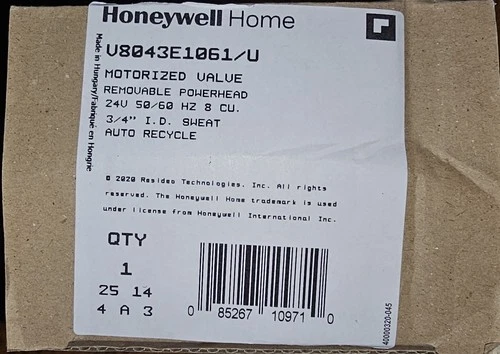 Honeywell Home
V8043E1061/U
MOTORIZED VALUE
REMOVABLE POWERHEAD
24V 50/60 HZ 8 CU.
3/4" I.D. SWEAT
AUTO RECYCLE
Made in Hungary/Fabriqué en Hongrie
© 2020 Resideo Technologies, Inc. All rights
reserved. The Honeywell Home trademark is used
under license from Honeywell International Inc.
QTY
1
25 14
4 A 3
0 85267 10971 0
40000320-045